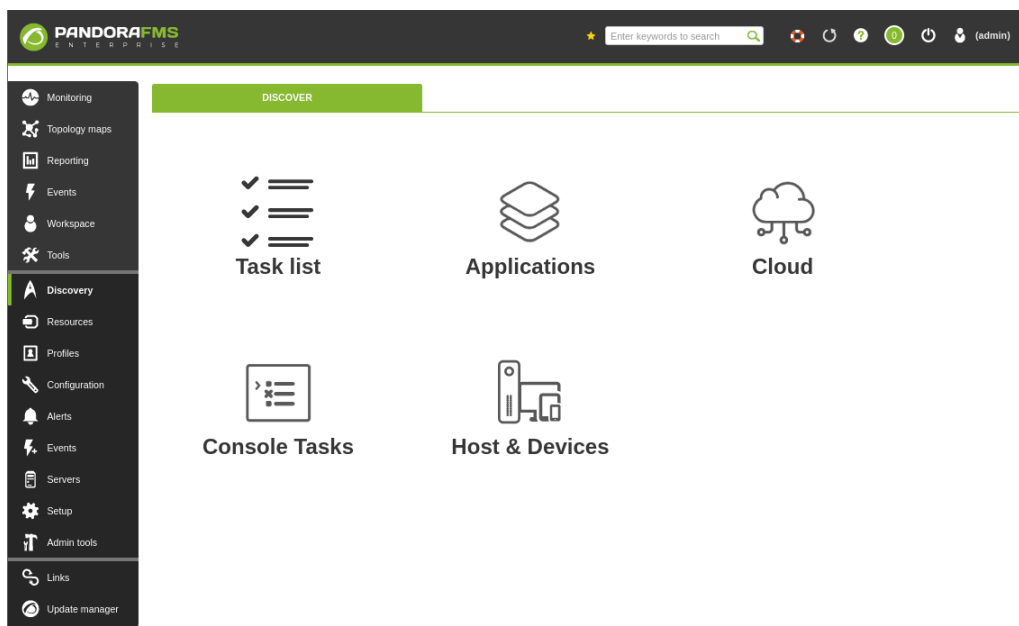 PANDORAFMS
ENTERPRISE
Enter keywords to search
?
0
(admin)
Monitoring
Topology maps
Reporting
Events
Workspace
Tools
Discovery
Resources
Profiles
Configuration
Alerts
Events
Servers
Setup
Admin tools
Links
Update manager
DISCOVER
Task list
Applications
Cloud
Console Tasks
Host & Devices